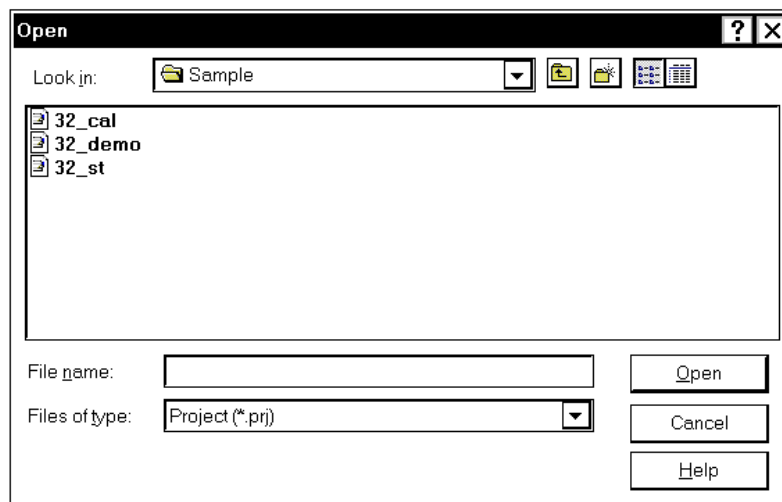 Open
Look in: Sample
32_cal
32_demo
32_st
File name: Open
Files of type: Project (*.prj)
Cancel
Help